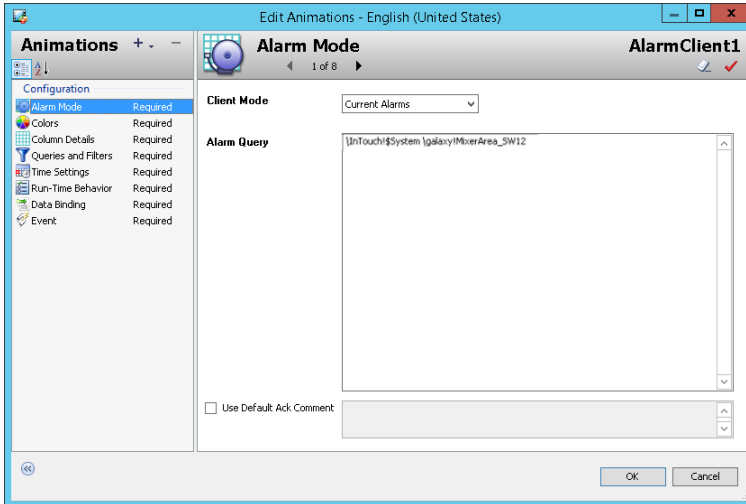 Edit Animations - English (United States)
Animations
Alarm Mode
AlarmClient1
1 of 8
Configuration
Alarm Mode Required
Colors Required
Column Details Required
Queries and Filters Required
Time Settings Required
Run-Time Behavior Required
Data Binding Required
Event Required
Client Mode Current Alarms
Alarm Query \InTouch!$System \galaxy!MixerArea_SW12
Use Default Ack Comment
OK Cancel